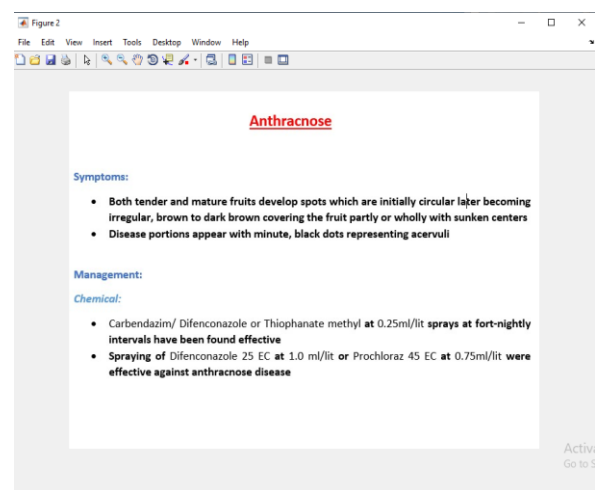 Figure 2
File Edit View Insert Tools Desktop Window Help
Anthracnose
Symptoms:
• Both tender and mature fruits develop spots which are initially circular later becoming
irregular, brown to dark brown covering the fruit partly or wholly with sunken centers
• Disease portions appear with minute, black dots representing acervuli
Management:
Chemical:
• Carbendazim/ Difenconazole or Thiophanate methyl at 0.25ml/lit sprays at fort-nightly
intervals have been found effective
• Spraying of Difenconazole 25 EC at 1.0 ml/lit or Prochloraz 45 EC at 0.75ml/lit were
effective against anthracnose disease
Go to